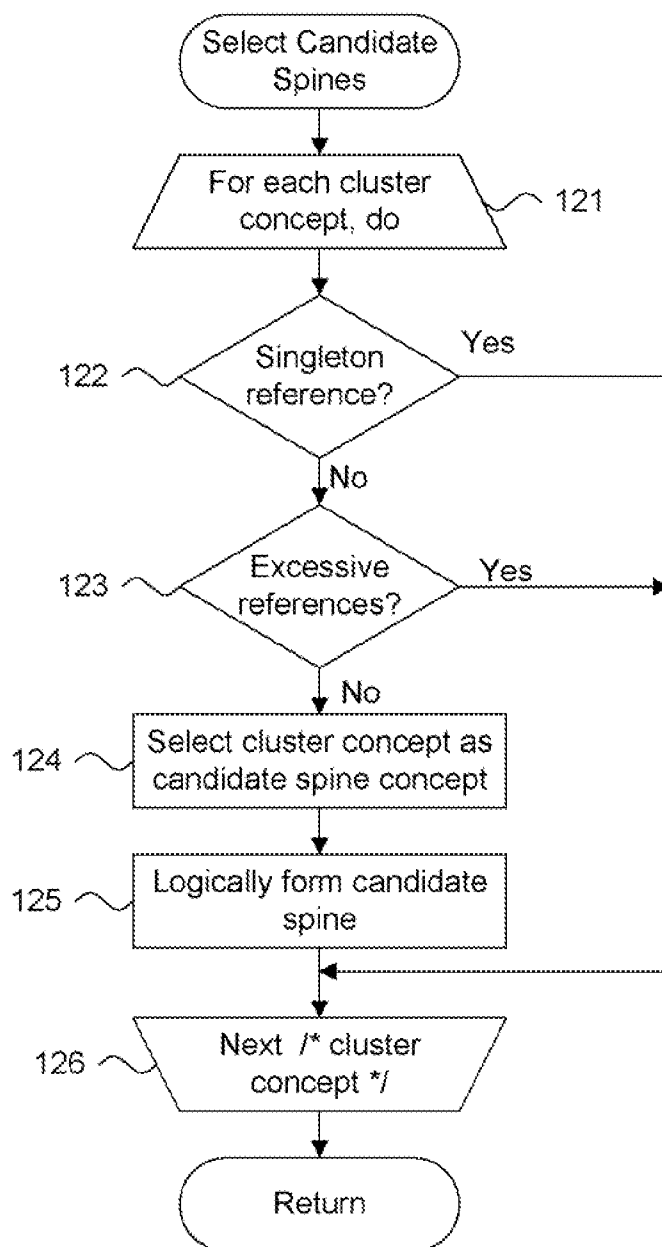 Select Candidate
Spines
For each cluster
concept, do
121
Singleton
reference?
Yes
122
No
Excessive
references?
Yes
123
No
Select cluster concept as
candidate spine concept
124
Logically form candidate
spine
125
Next /* cluster
concept */
126
Return